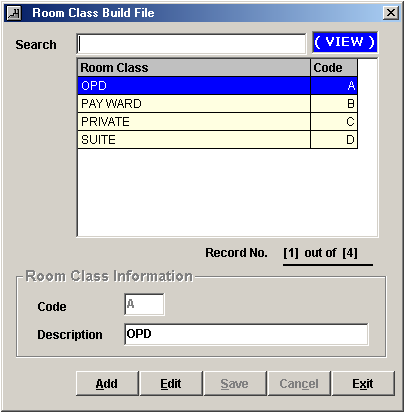 Room Class Build File
Search
( VIEW )
Room Class Code
OPD A
PAY WARD B
PRIVATE C
SUITE D
Record No. [1] out of [4]
Room Class Information
Code A
Description OPD
Add Edit Save Cancel Exit